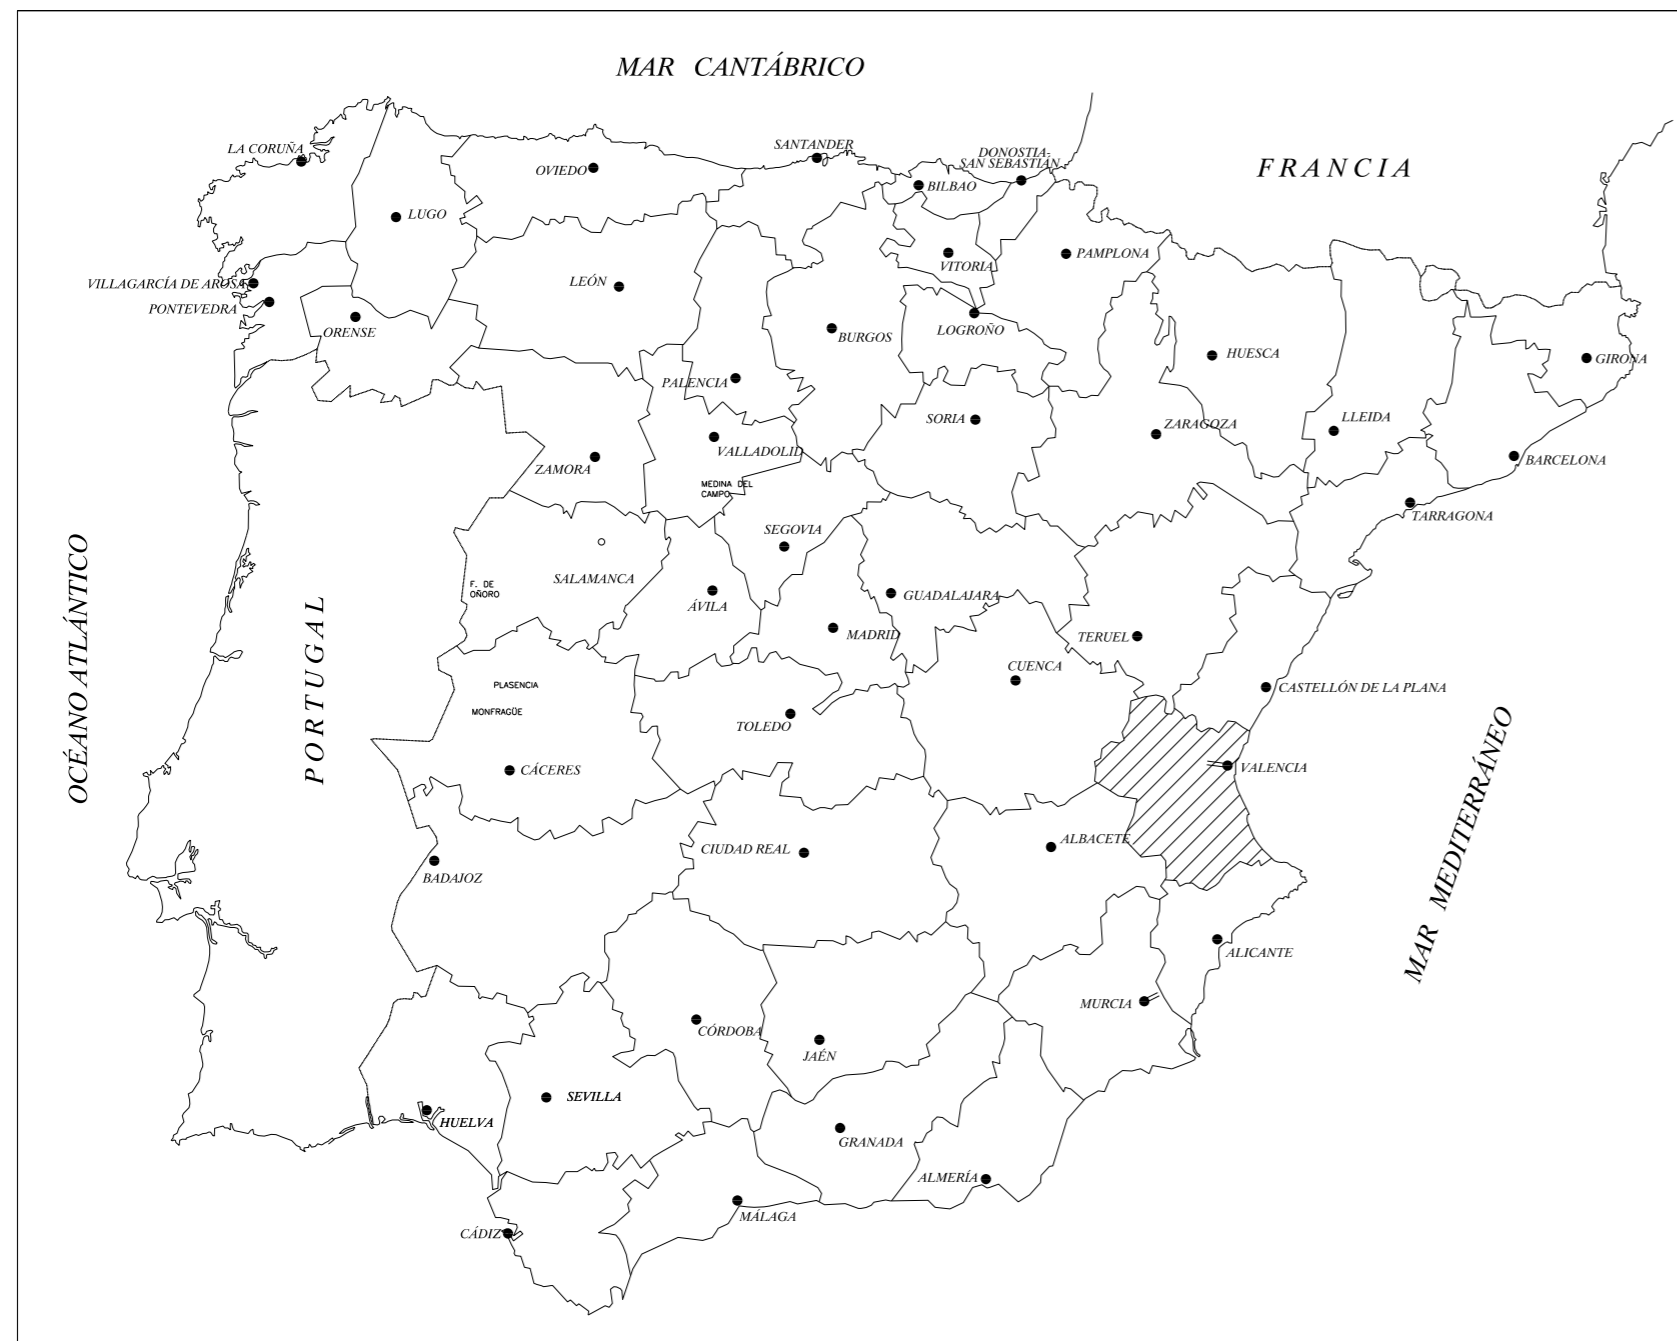 MAR CANTÁBRICO
LA CORUÑA
SANTANDER
DONOSTIA-
SAN SEBASTIÁN
FRANCIA
OVIEDO
BILBAO
LUGO
PAMPLONA
VITORIA
VILLAGARCÍA DE AROSA
LEÓN
PONTEVEDRA
ORENSE
BURGOS
LOGROÑO
HUESCA
GIRONA
PALENCIA
SORIA
ZARAGOZA
LLEIDA
VALLADOLID
ZAMORA
BARCELONA
MEDINA DEL
CAMPO
TARRAGONA
SEGOVIA
SALAMANCA
F. DE
OÑORO
ÁVILA
GUADALAJARA
MADRID
TERUEL
OCÉANO ATLÁNTICO
PORTUGAL
CUENCA
PLASENCIA
CASTELLÓN DE LA PLANA
MONFRAGÜE
TOLEDO
CÁCERES
VALENCIA
MAR MEDITERRÁNEO
CIUDAD REAL
ALBACETE
BADAJOZ
ALICANTE
MURCIA
CÓRDOBA
JAÉN
SEVILLA
HUELVA
GRANADA
ALMERÍA
MÁLAGA
CÁDIZ